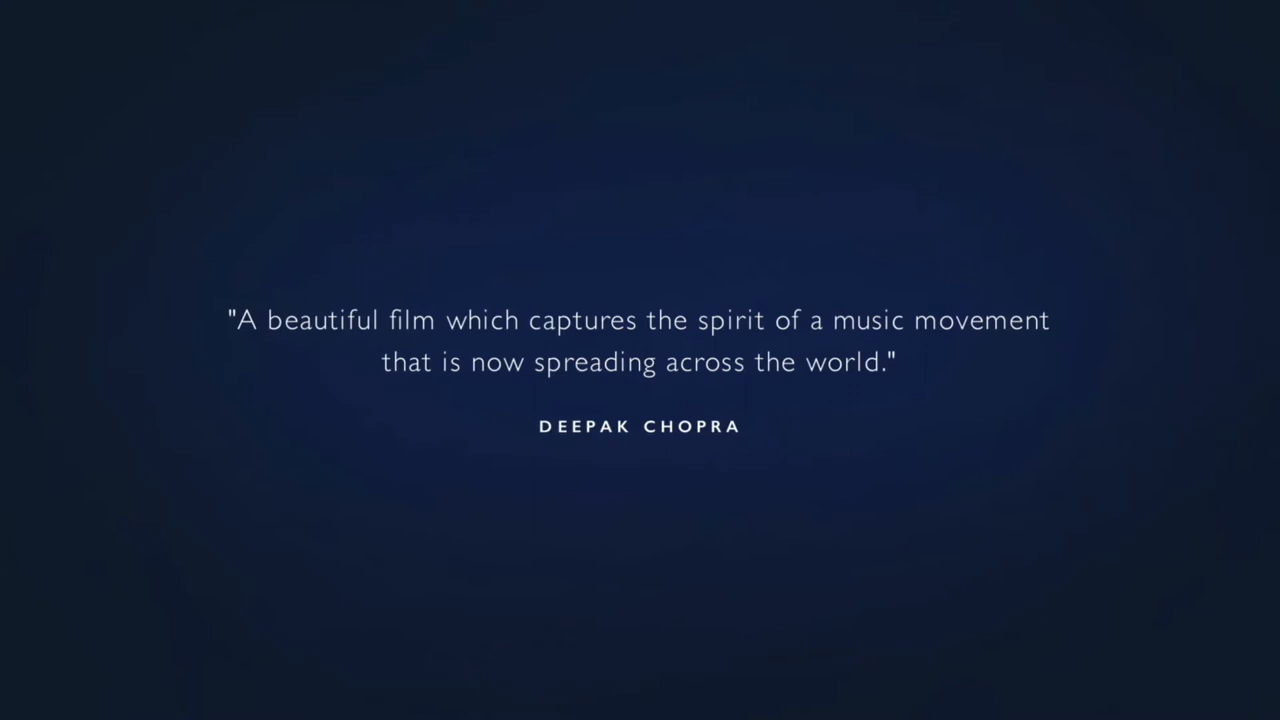 "A beautiful film which captures the spirit of a music movement
that is now spreading across the world."
DEEPAK CHOPRA